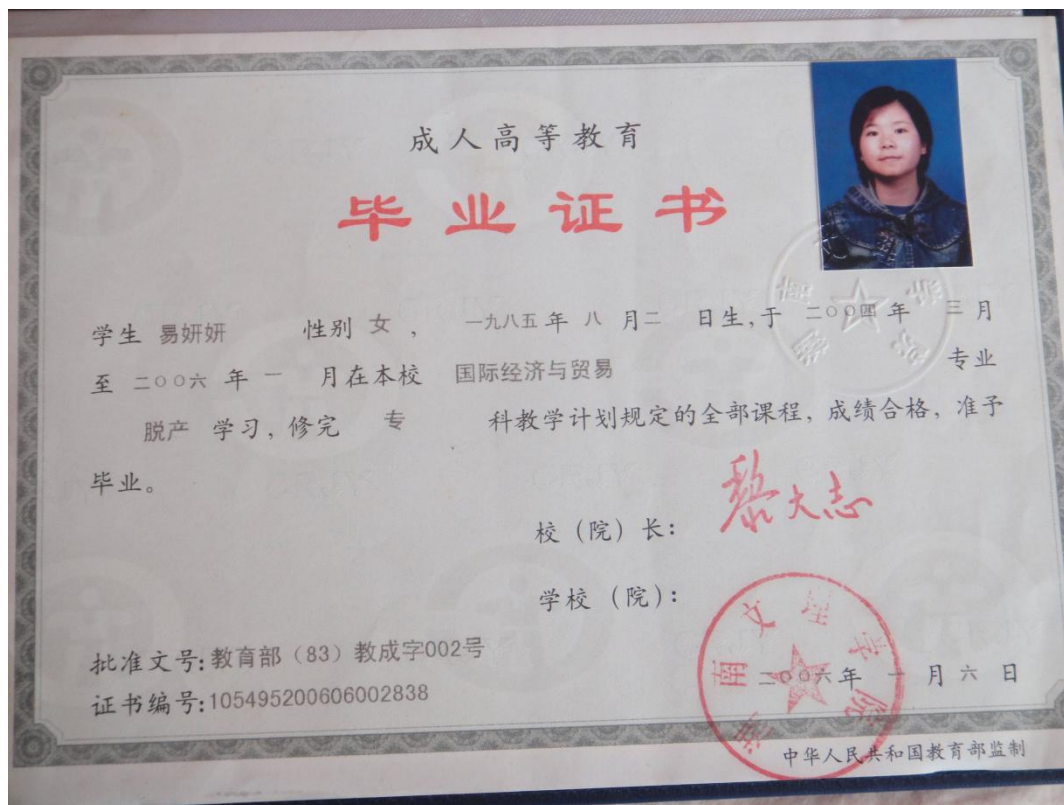 成人高等教育
毕业证书
学生 易妍妍 性别 女 , 一九八五 年 八 月 二 日生,于 二〇〇四 年 三 月
至 二〇〇六 年 一 月在本校 国际经济与贸易 专业
脱产 学习,修完 专 科教学计划规定的全部课程,成绩合格,准予
毕业。
校(院)长: 黎大志
学校(院):
湖南文理学院
批准文号:教育部(83)教成字002号
二〇〇六年 一 月 六 日
证书编号:105495200606002838
中华人民共和国教育部监制